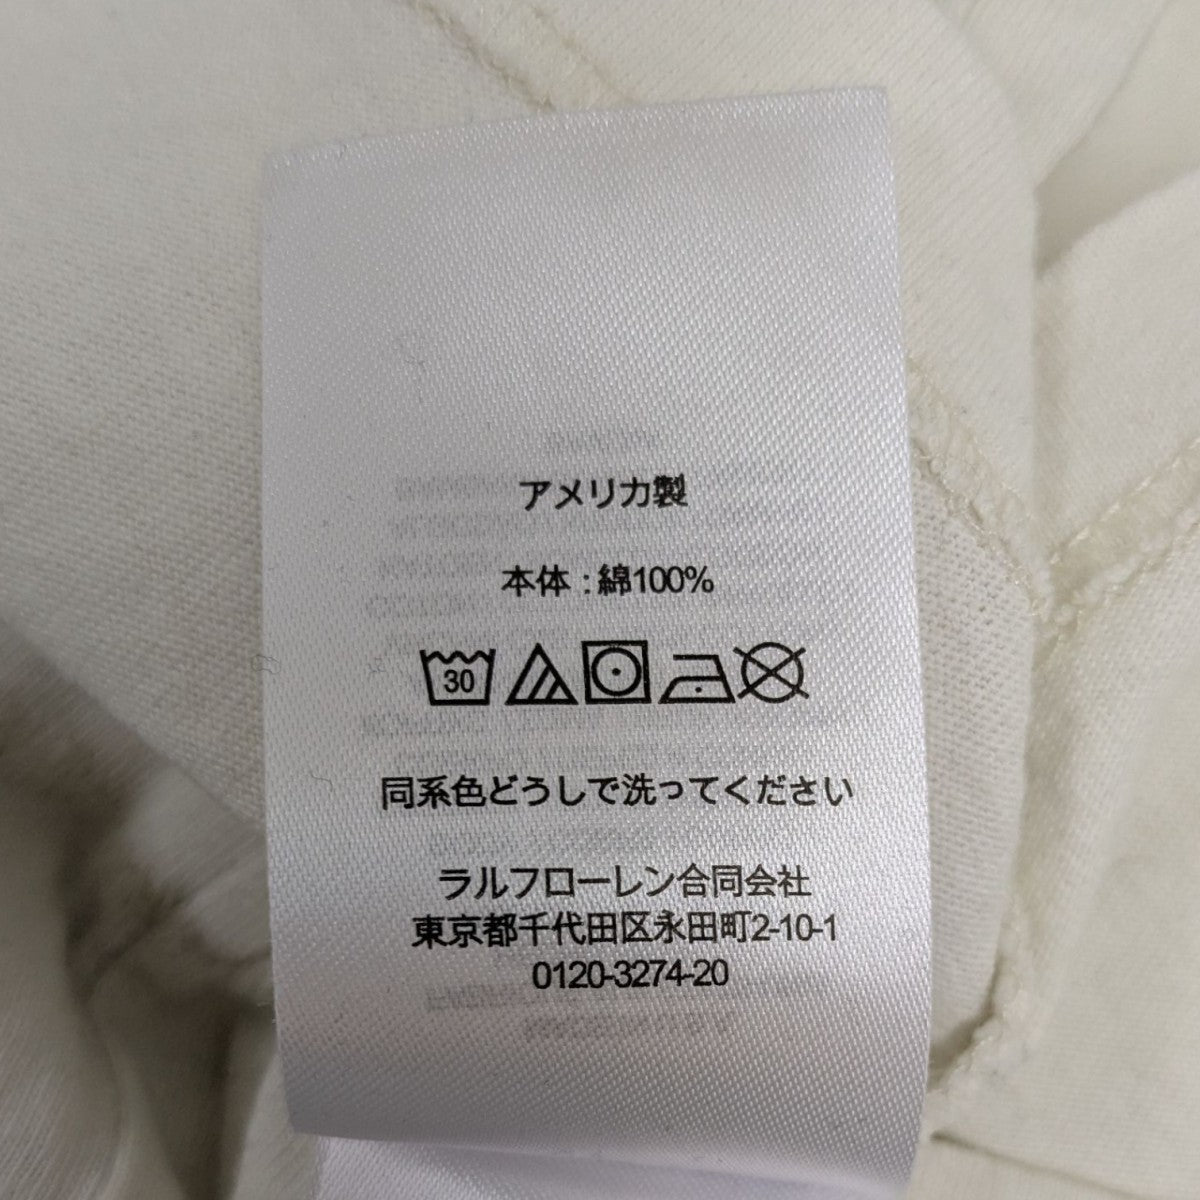 アメリカ製
本体 : 綿100%
30
同系色どうしで洗ってください
ラルフローレン合同会社
東京都千代田区永田町2-10-1
0120-3274-20